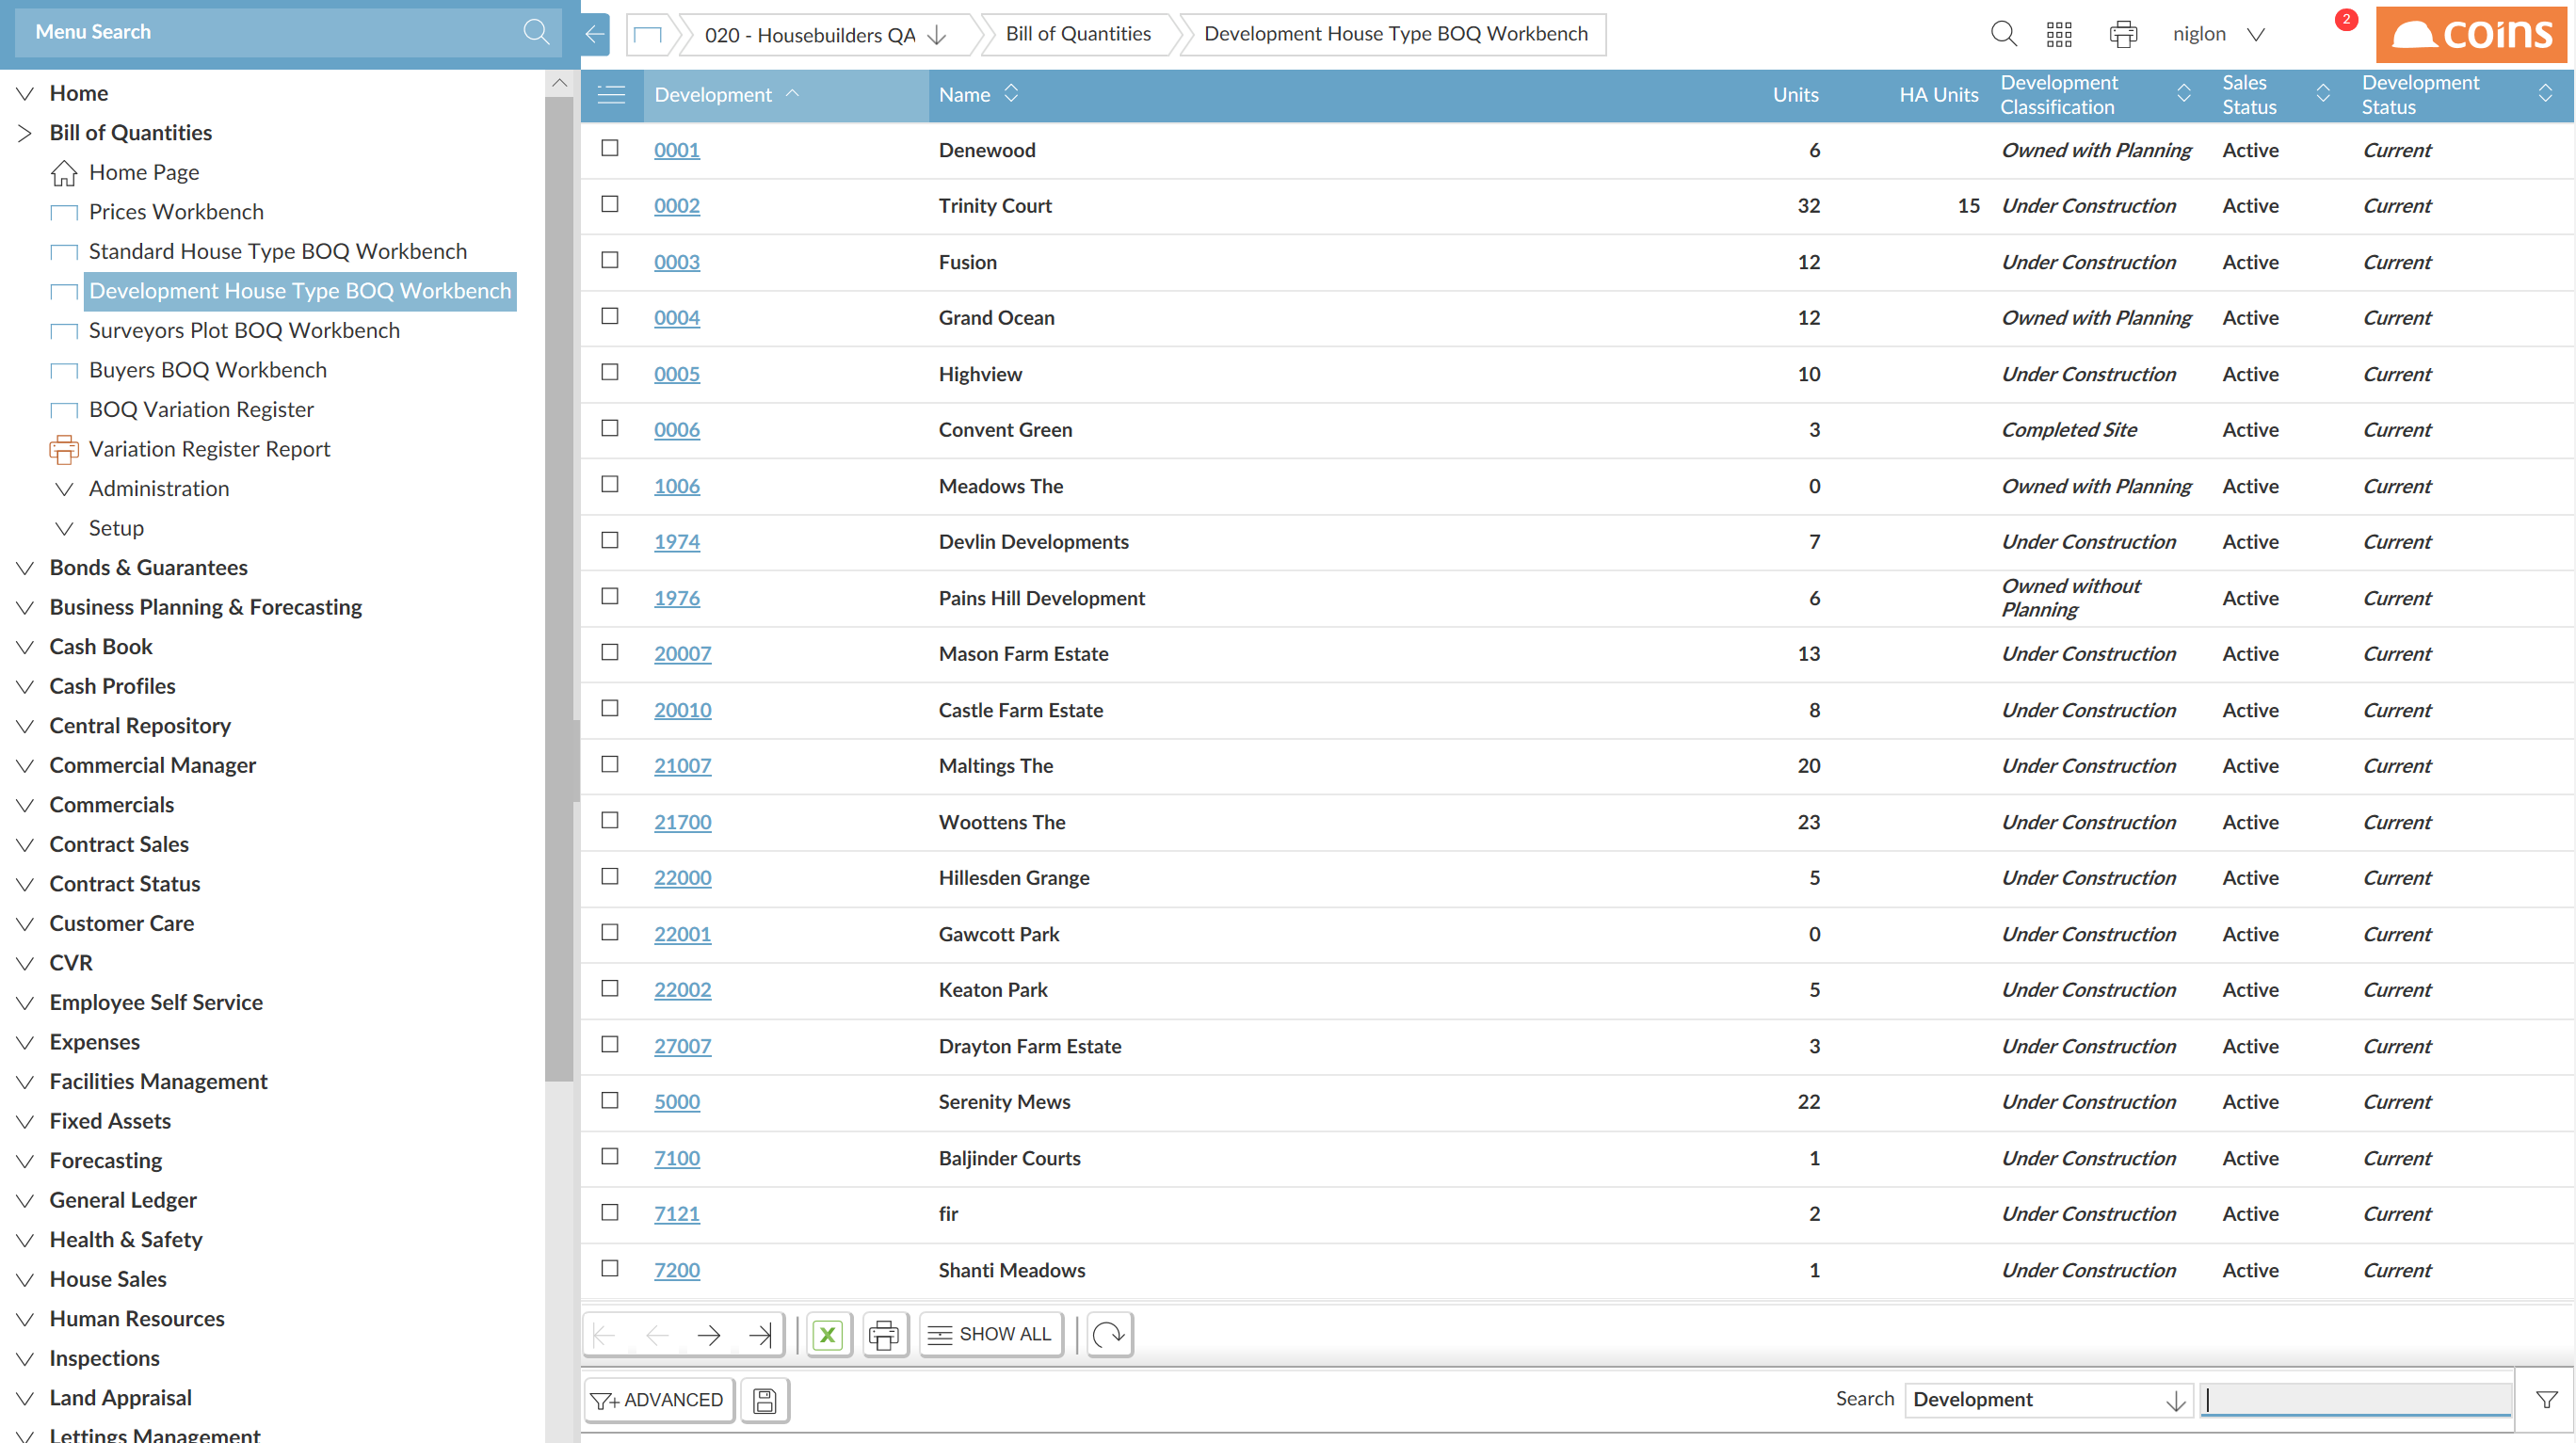 Menu Search
020 - Housebuilders QA
Bill of Quantities
Development House Type BOQ Workbench
niglon
2
coins
Home
Bill of Quantities
Home Page
Prices Workbench
Standard House Type BOQ Workbench
Development House Type BOQ Workbench
Surveyors Plot BOQ Workbench
Buyers BOQ Workbench
BOQ Variation Register
Variation Register Report
Administration
Setup
Bonds & Guarantees
Business Planning & Forecasting
Cash Book
Cash Profiles
Central Repository
Commercial Manager
Commercials
Contract Sales
Contract Status
Customer Care
CVR
Employee Self Service
Expenses
Facilities Management
Fixed Assets
Forecasting
General Ledger
Health & Safety
House Sales
Human Resources
Inspections
Land Appraisal
Lettings Management
Development Name Units HA Units Development Classification Sales Status Development Status
0001 Denewood 6 Owned with Planning Active Current
0002 Trinity Court 32 15 Under Construction Active Current
0003 Fusion 12 Under Construction Active Current
0004 Grand Ocean 12 Owned with Planning Active Current
0005 Highview 10 Under Construction Active Current
0006 Convent Green 3 Completed Site Active Current
1006 Meadows The 0 Owned with Planning Active Current
1974 Devlin Developments 7 Under Construction Active Current
1976 Pains Hill Development 6 Owned without Planning Active Current
20007 Mason Farm Estate 13 Under Construction Active Current
20010 Castle Farm Estate 8 Under Construction Active Current
21007 Maltings The 20 Under Construction Active Current
21700 Woottens The 23 Under Construction Active Current
22000 Hillesden Grange 5 Under Construction Active Current
22001 Gawcott Park 0 Under Construction Active Current
22002 Keaton Park 5 Under Construction Active Current
27007 Drayton Farm Estate 3 Under Construction Active Current
5000 Serenity Mews 22 Under Construction Active Current
7100 Baljinder Courts 1 Under Construction Active Current
7121 fir 2 Under Construction Active Current
7200 Shanti Meadows 1 Under Construction Active Current
X SHOW ALL
ADVANCED
Search Development